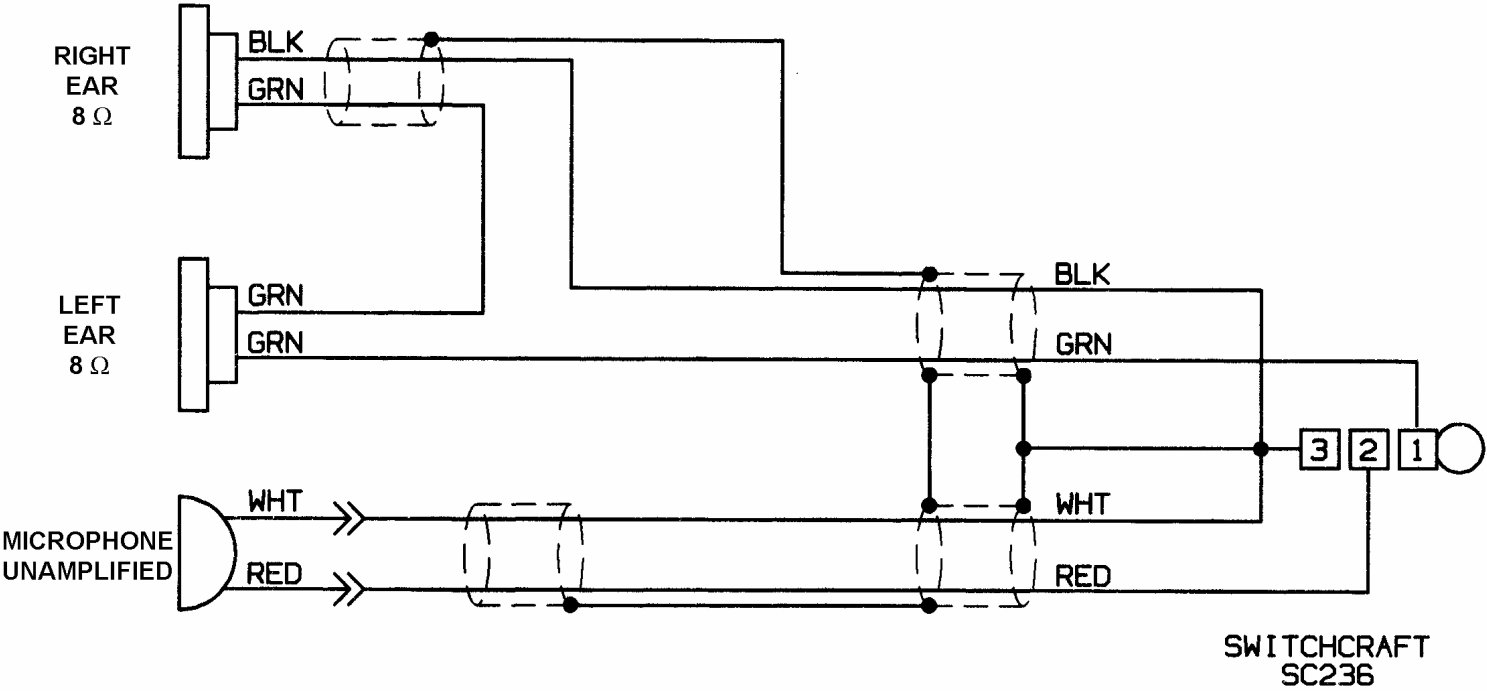 RIGHT
EAR
8 Ω
BLK
GRN
LEFT
EAR
8 Ω
GRN
GRN
BLK
GRN
3 2 1
MICROPHONE
UNAMPLIFIED
WHT
RED
WHT
RED
SWITCHCRAFT
SC236